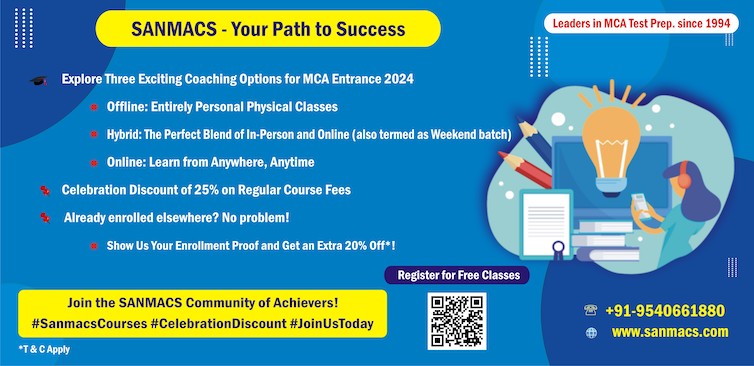 SANMACS - Your Path to Success
Leaders in MCA Test Prep. since 1994
Explore Three Exciting Coaching Options for MCA Entrance 2024
Offline: Entirely Personal Physical Classes
Hybrid: The Perfect Blend of In-Person and Online (also termed as Weekend batch)
Online: Learn from Anywhere, Anytime
Celebration Discount of 25% on Regular Course Fees
Already enrolled elsewhere? No problem!
Show Us Your Enrollment Proof and Get an Extra 20% Off*!
Register for Free Classes
Join the SANMACS Community of Achievers!
#SanmacsCourses #CelebrationDiscount #JoinUsToday
+91-9540661880
www.sanmacs.com
*T & C Apply